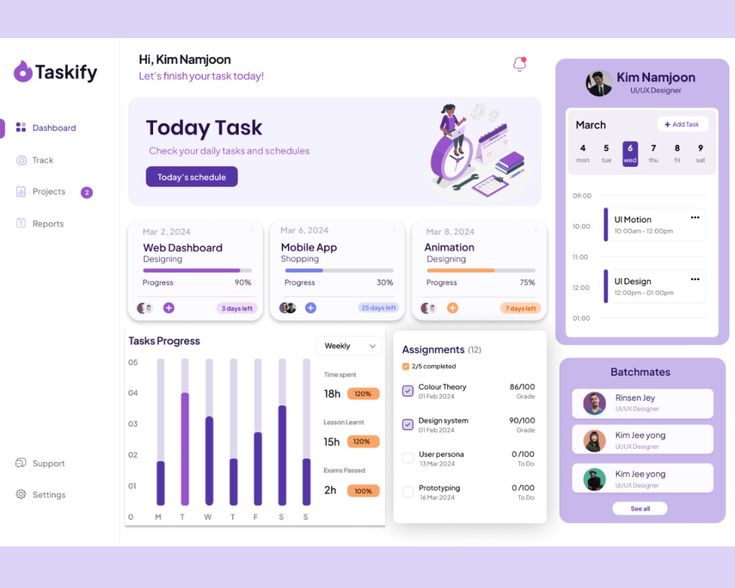 Taskify
Dashboard
Track
Projects 2
Reports
Support
Settings
Hi, Kim Namjoon
Let's finish your task today!
Today Task
Check your daily tasks and schedules
Today's schedule
Mar 2, 2024
Web Dashboard
Designing
Progress 90%
3 days left
Mar 6, 2024
Mobile App
Shopping
Progress 30%
25 days left
Mar 8, 2024
Animation
Designing
Progress 75%
7 days left
Tasks Progress
Weekly
05
04
03
02
01
0 M T W T F S S
Time spent
18h 120%
Lesson Learnt
15h 120%
Exams Passed
2h 100%
Assignments (12)
2/5 completed
Colour Theory 86/100
01 Feb 2024 Grade
Design system 90/100
01 Feb 2024 Grade
User persona 0/100
13 Mar 2024 To Do
Prototyping 0/100
16 Mar 2024 To Do
Kim Namjoon
UI/UX Designer
March + Add Task
4 5 6 7 8 9
mon tue wed thu fri sat
09:00
10:00
11:00
12:00
01:00
UI Motion
10:00am - 12:00pm
UI Design
12:00pm - 01:00pm
Batchmates
Rinsen Jey
UI/UX Designer
Kim Jee yong
UI/UX Designer
Kim Jee yong
UI/UX Designer
See all